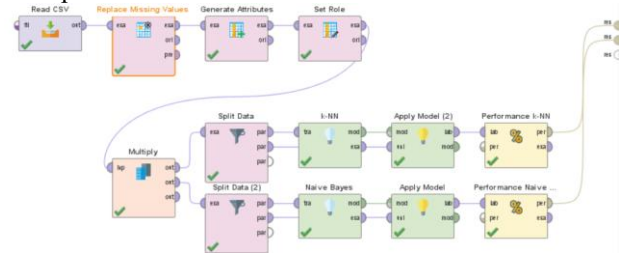 Read CSV
Replace Missing Values
Generate Attributes
Set Role
fil
out
exa
exa
ori
pre
exa
exa
ori
exa
exa
ori
res
res
res
Multiply
inp
out
out
out
Split Data
exa
par
par
par
k-NN
tra
mod
exa
Apply Model (2)
mod
unl
lab
mod
Performance k-NN
lab
per
per
exa
Split Data (2)
exa
par
par
par
Naive Bayes
tra
mod
exa
Apply Model
mod
unl
lab
mod
Performance Naive ...
lab
per
per
exa